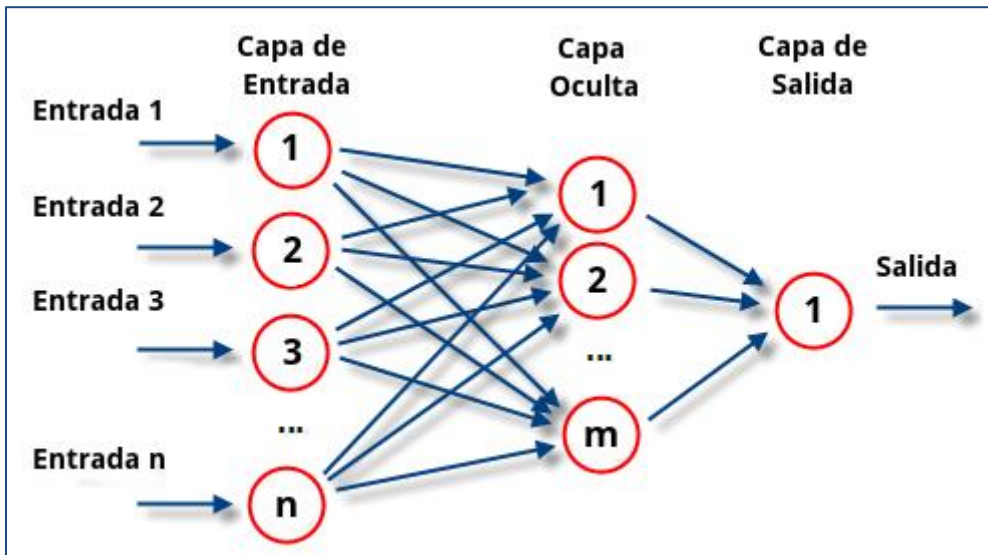 Capa de
Entrada
Capa
Oculta
Capa de
Salida
Entrada 1
1
Entrada 2
2
Entrada 3
3
...
Entrada n
n
1
2
...
m
1
Salida